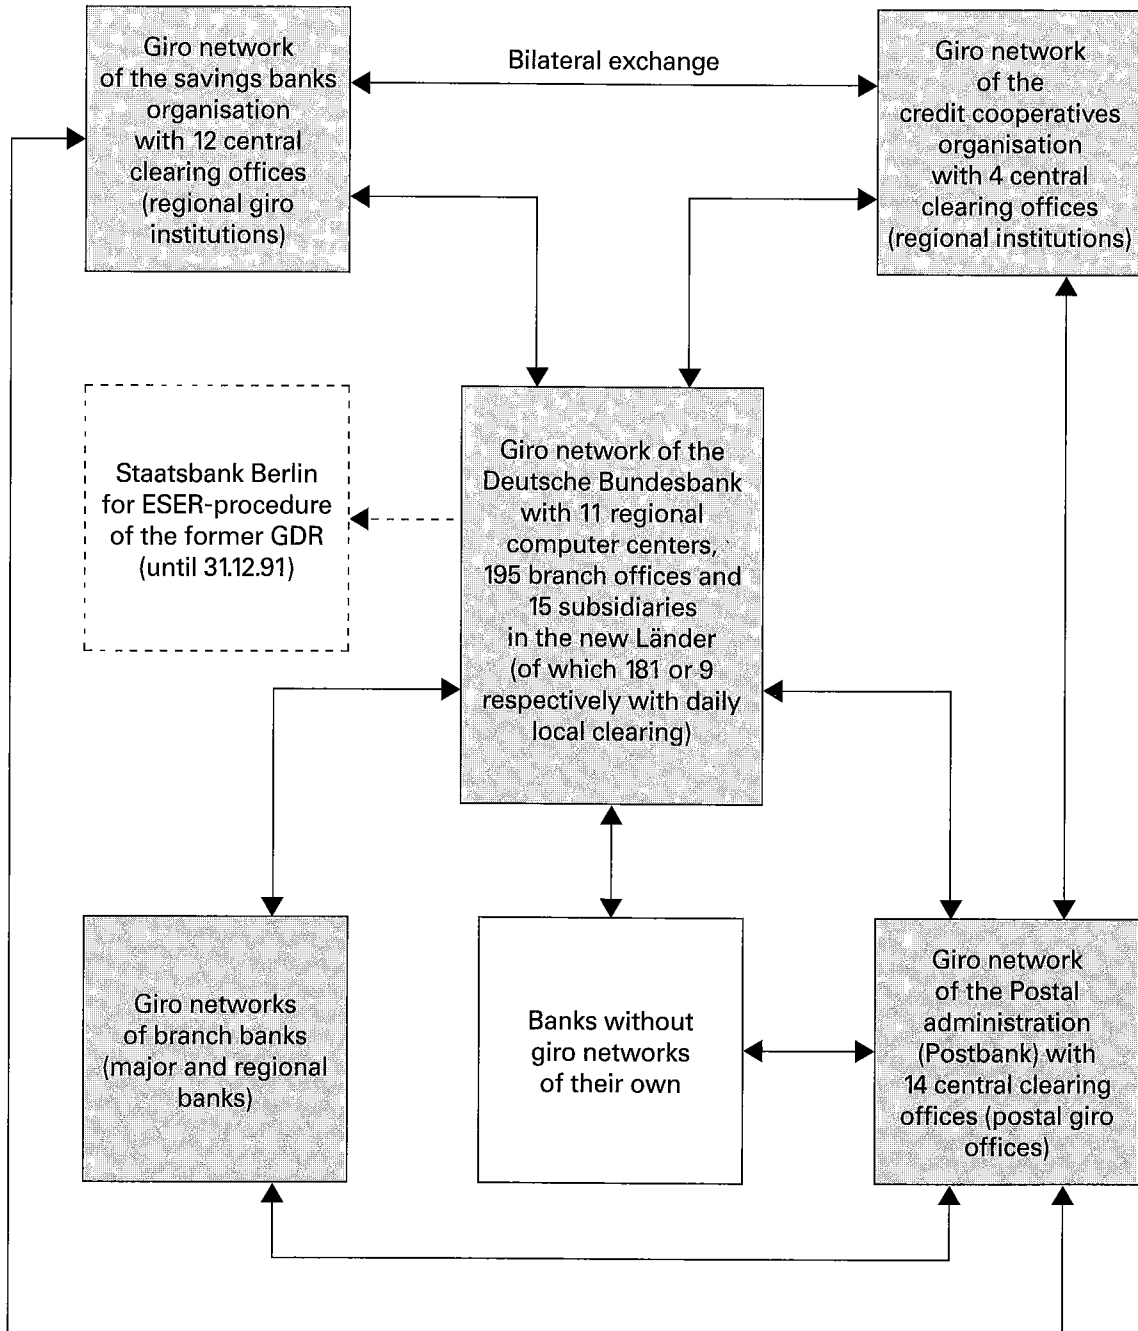 Giro network
of the savings banks
organisation
with 12 central
clearing offices
(regional giro
institutions)
Bilateral exchange
Giro network
of the
credit cooperatives
organisation
with 4 central
clearing offices
(regional institutions)
Staatsbank Berlin
for ESER-procedure
of the former GDR
(until 31.12.91)
Giro network of the
Deutsche Bundesbank
with 11 regional
computer centers,
195 branch offices and
15 subsidiaries
in the new Länder
(of which 181 or 9
respectively with daily
local clearing)
Giro networks
of branch banks
(major and regional
banks)
Banks without
giro networks
of their own
Giro network
of the Postal
administration
(Postbank) with
14 central clearing
offices (postal giro
offices)